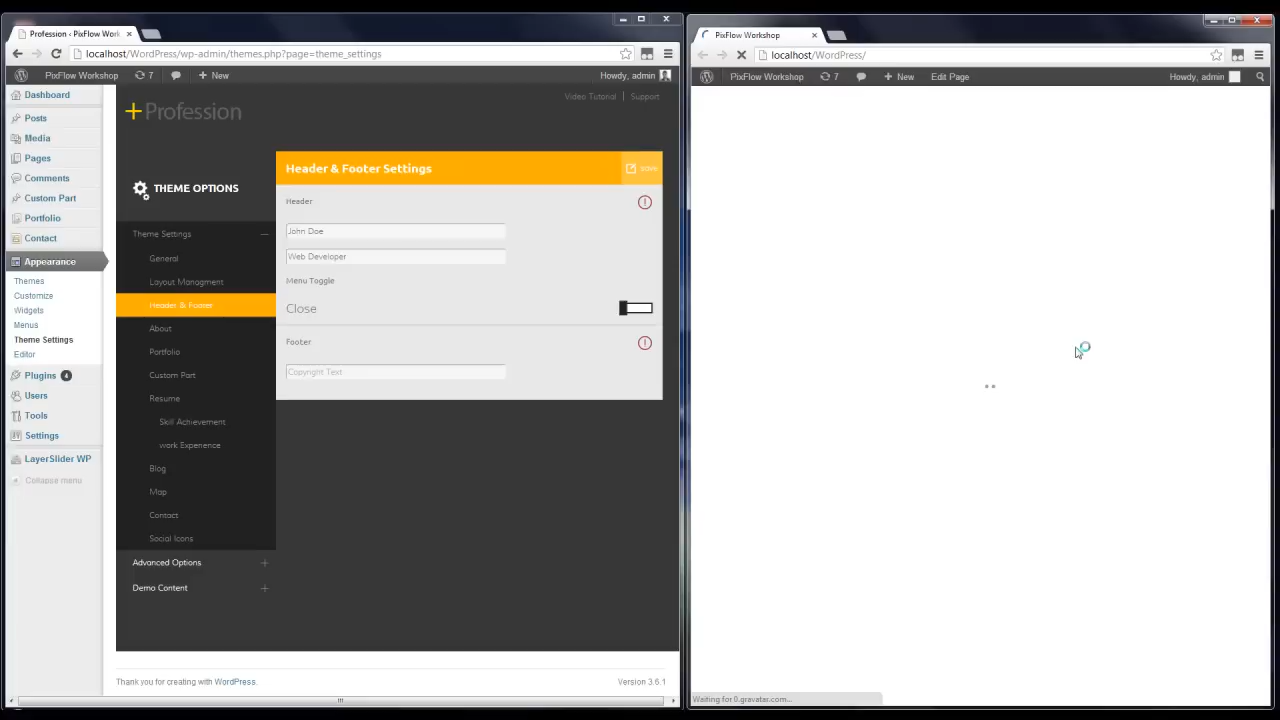 Profession ‹ PixFlow Work
localhost/WordPress/wp-admin/themes.php?page=theme_settings
PixFlow Workshop 7 New Howdy, admin
Dashboard
Posts
Media
Pages
Comments
Custom Part
Portfolio
Contact
Appearance
Themes
Customize
Widgets
Menus
Theme Settings
Editor
Plugins 4
Users
Tools
Settings
LayerSlider WP
Collapse menu
+Profession
Video Tutorial | Support
THEME OPTIONS
Theme Settings
General
Layout Managment
Header & Footer
About
Portfolio
Custom Part
Resume
Skill Achievement
work Experience
Blog
Map
Contact
Social Icons
Advanced Options +
Demo Content +
Header & Footer Settings
SAVE
Header
John Doe
Web Developer
Menu Toggle
Close
Footer
Copyright Text
Thank you for creating with WordPress.
Version 3.6.1
PixFlow Workshop
localhost/WordPress/
PixFlow Workshop 7 New Edit Page Howdy, admin
Waiting for 0.gravatar.com...